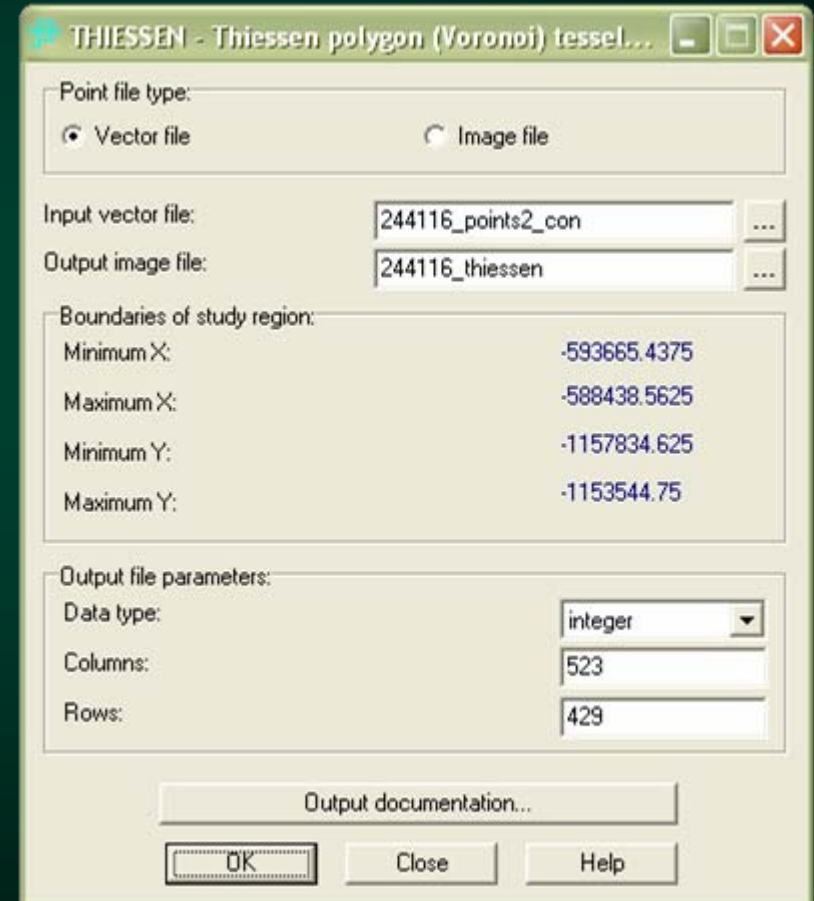 THIESSEN - Thiessen polygon (Voronoi) tessel...
Point file type:
Vector file
Image file
Input vector file:
244116_points2_con
...
Output image file:
244116_thiessen
...
Boundaries of study region:
Minimum X:
-593665.4375
Maximum X:
-588438.5625
Minimum Y:
-1157834.625
Maximum Y:
-1153544.75
Output file parameters:
Data type:
integer
Columns:
523
Rows:
429
Output documentation...
OK
Close
Help